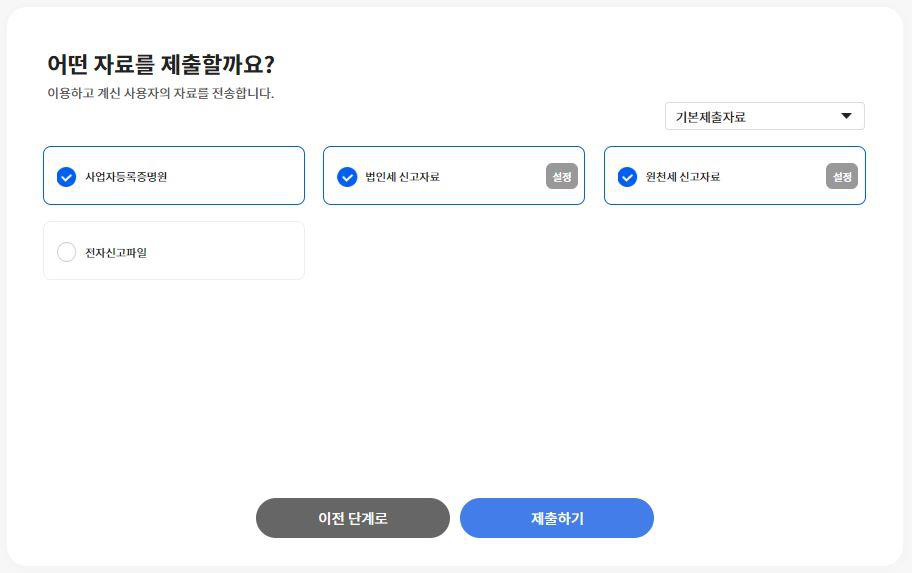 어떤 자료를 제출할까요?
이용하고 계신 사용자의 자료를 전송합니다.
기본제출자료
사업자등록증명원
법인세 신고자료
설정
원천세 신고자료
설정
전자신고파일
이전 단계로
제출하기